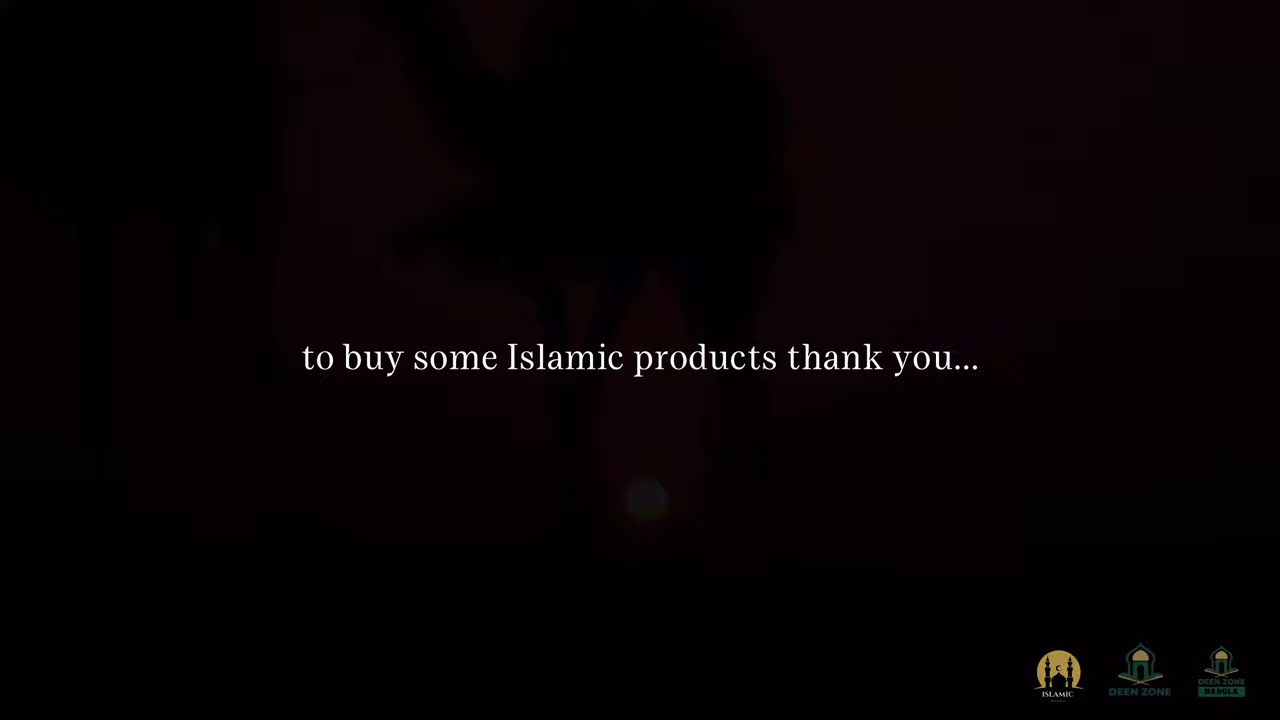 to buy some Islamic products thank you...
ISLAMIC
DEEN ZONE
DEEN ZONE
BANGLA